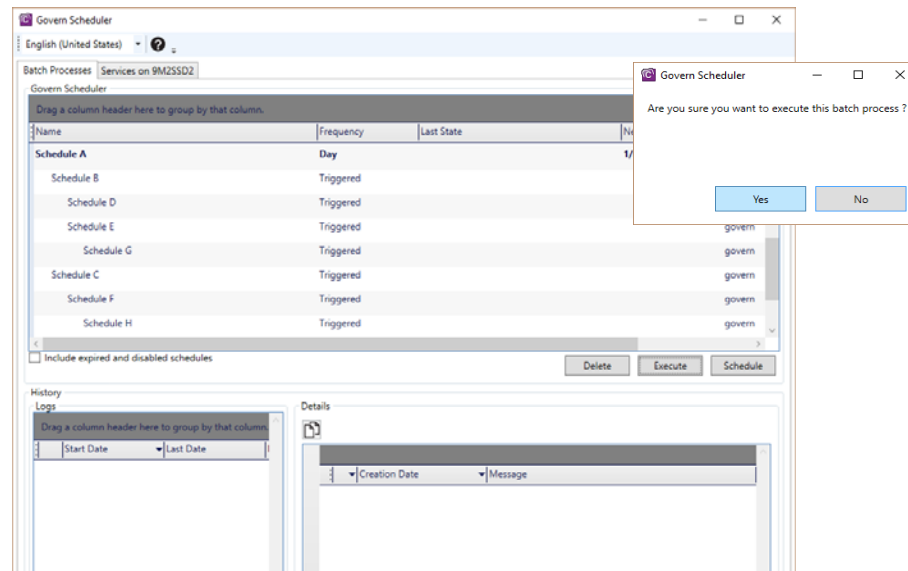 Govern Scheduler
English (United States)
Batch Processes Services on 9M2SSD2
Govern Scheduler
Drag a column header here to group by that column.
Name Frequency Last State
Schedule A Day 1/
Schedule B Triggered
Schedule D Triggered
Schedule E Triggered govern
Schedule G Triggered govern
Schedule C Triggered govern
Schedule F Triggered govern
Schedule H Triggered govern
Include expired and disabled schedules
Delete Execute Schedule
History
Logs
Drag a column header here to group by that column.
Start Date Last Date
Details
Creation Date Message
Govern Scheduler
Are you sure you want to execute this batch process ?
Yes No